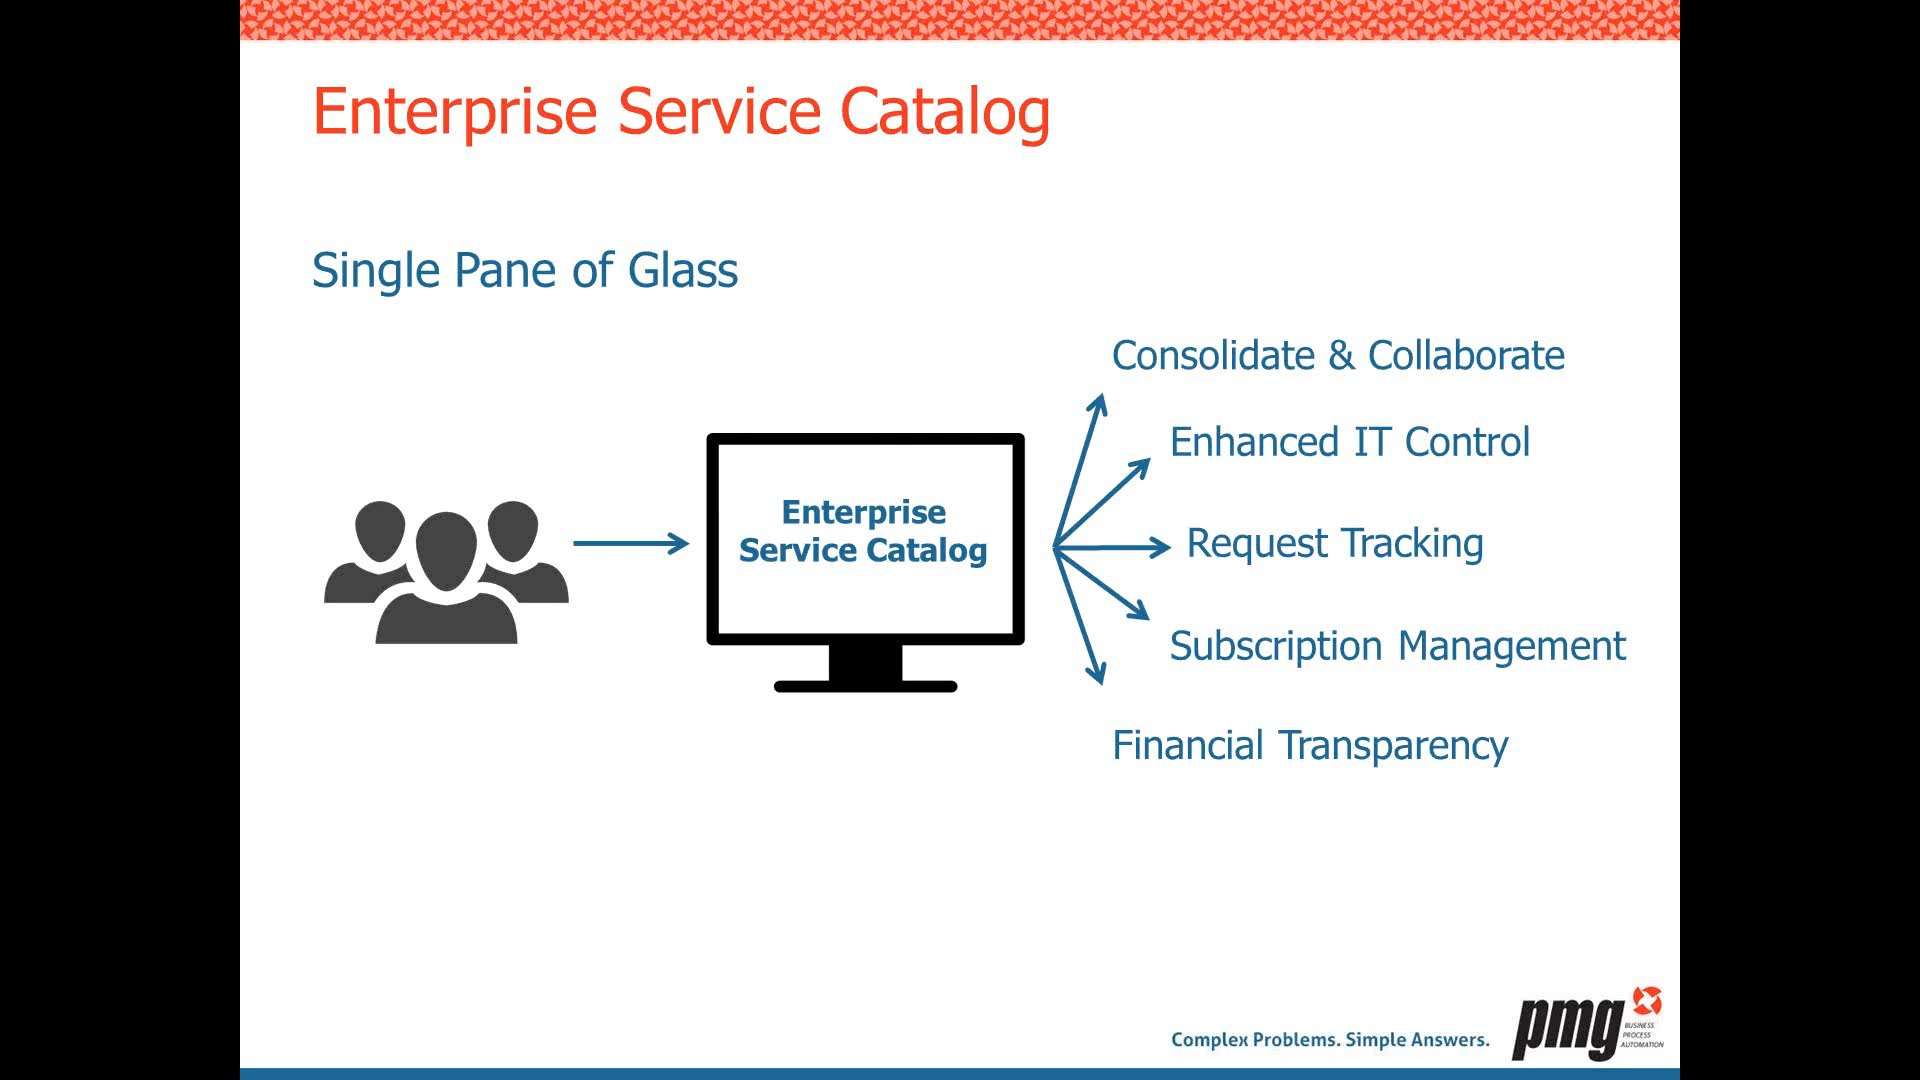 Enterprise Service Catalog
Single Pane of Glass
Consolidate & Collaborate
Enhanced IT Control
Enterprise
Service Catalog
Request Tracking
Subscription Management
Financial Transparency
Complex Problems. Simple Answers.
pmg
BUSINESS
PROCESS
AUTOMATION